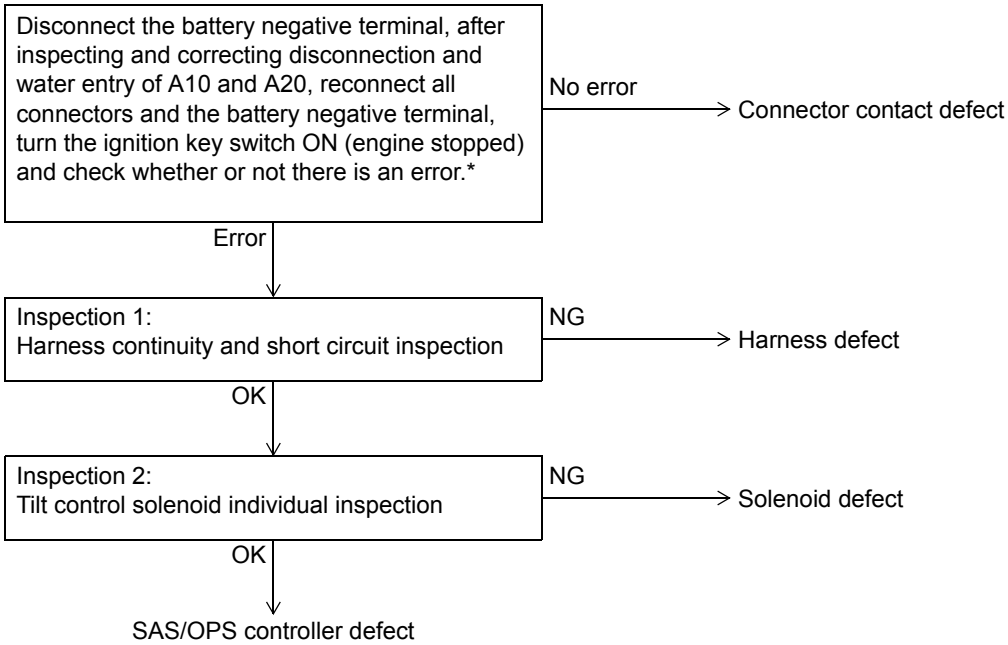 Disconnect the battery negative terminal, after
inspecting and correcting disconnection and
water entry of A10 and A20, reconnect all
connectors and the battery negative terminal,
turn the ignition key switch ON (engine stopped)
and check whether or not there is an error.*
No error
Connector contact defect
Error
Inspection 1:
Harness continuity and short circuit inspection
NG
Harness defect
OK
Inspection 2:
Tilt control solenoid individual inspection
NG
Solenoid defect
OK
SAS/OPS controller defect